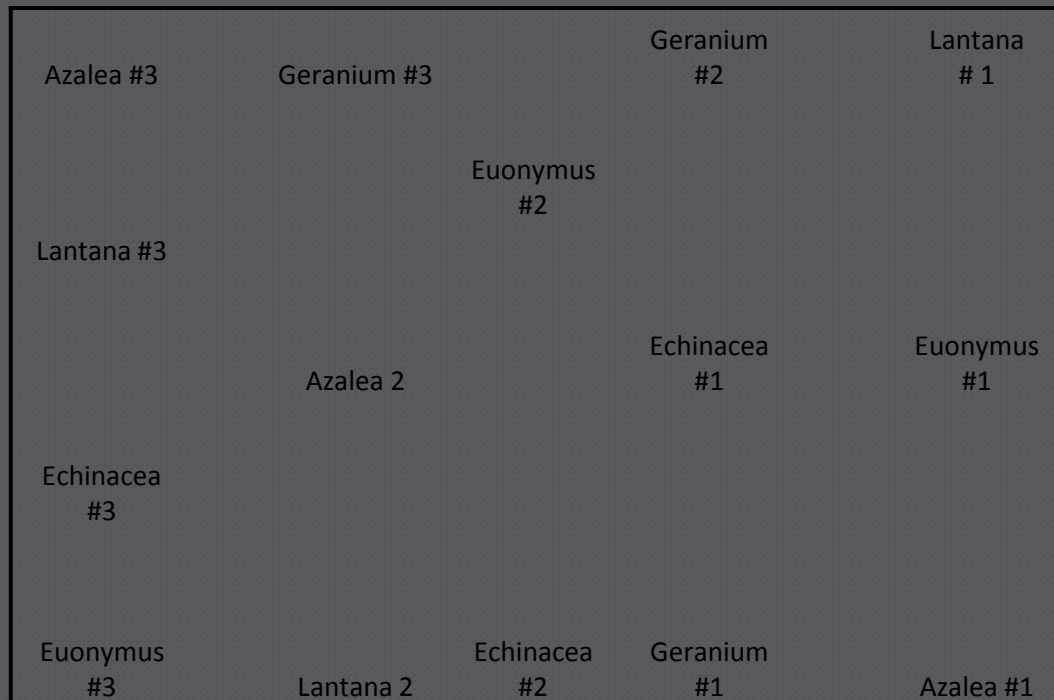 Geranium
Lantana
Azalea #3 Geranium #3 #2 # 1
Euonymus
#2
Lantana #3
Echinacea
Euonymus
Azalea 2 #1 #1
Echinacea
#3
Euonymus
Echinacea
Geranium
#3 Lantana 2 #2 #1 Azalea #1